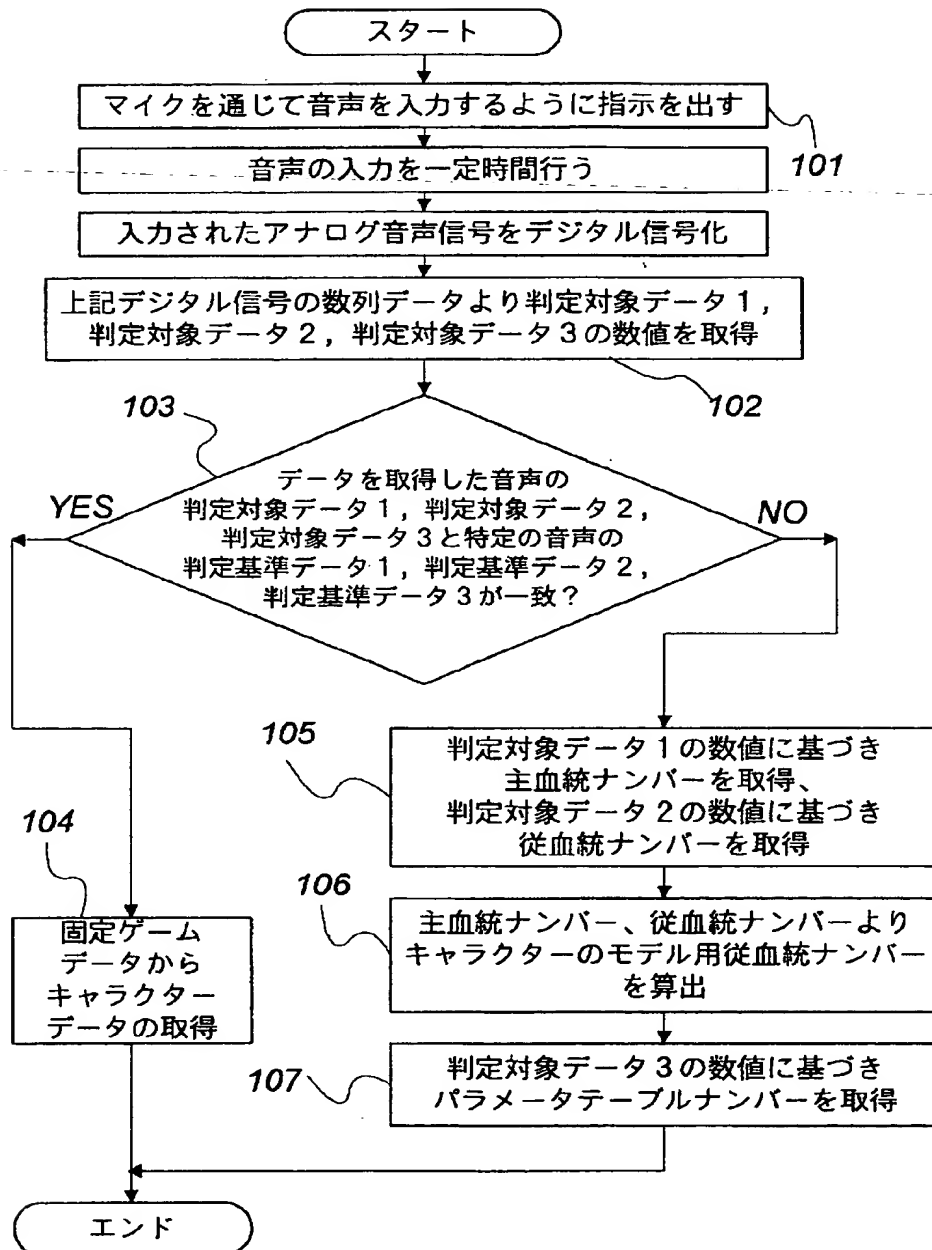 スタート
マイクを通じて音声を入力するように指示を出す
101
音声の入力を一定時間行う
入力されたアナログ音声信号をデジタル信号化
上記デジタル信号の数列データより判定対象データ1,
判定対象データ2,判定対象データ3の数値を取得
102
103
データを取得した音声の
判定対象データ1,判定対象データ2,
判定対象データ3と特定の音声の
判定基準データ1,判定基準データ2,
判定基準データ3が一致?
YES
NO
105
判定対象データ1の数値に基づき
主血統ナンバーを取得、
判定対象データ2の数値に基づき
従血統ナンバーを取得
104
固定ゲーム
データから
キャラクター
データの取得
106
主血統ナンバー、従血統ナンバーより
キャラクターのモデル用従血統ナンバー
を算出
107
判定対象データ3の数値に基づき
パラメータテーブルナンバーを取得
エンド